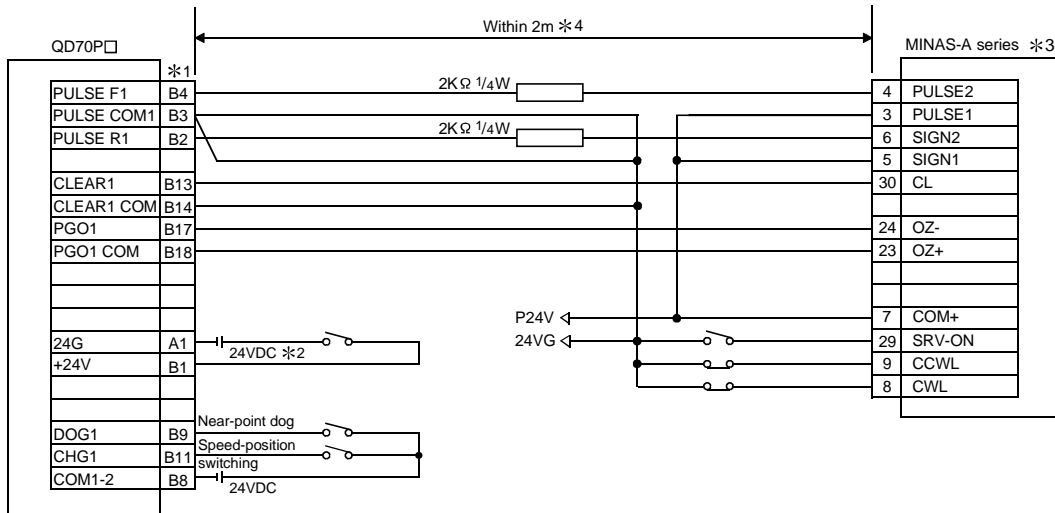 Within 2m ＊4
QD70P□
MINAS-A series ＊3
＊1
PULSE F1 B4 2KΩ 1/4W 4 PULSE2
PULSE COM1 B3 3 PULSE1
PULSE R1 B2 2KΩ 1/4W 6 SIGN2
5 SIGN1
CLEAR1 B13 30 CL
CLEAR1 COM B14
PGO1 B17 24 OZ-
PGO1 COM B18 23 OZ+
P24V 7 COM+
24G A1 24VDC ＊2 24VG 29 SRV-ON
+24V B1 9 CCWL
8 CWL
DOG1 B9 Near-point dog
CHG1 B11 Speed-position
switching
COM1-2 B8 24VDC